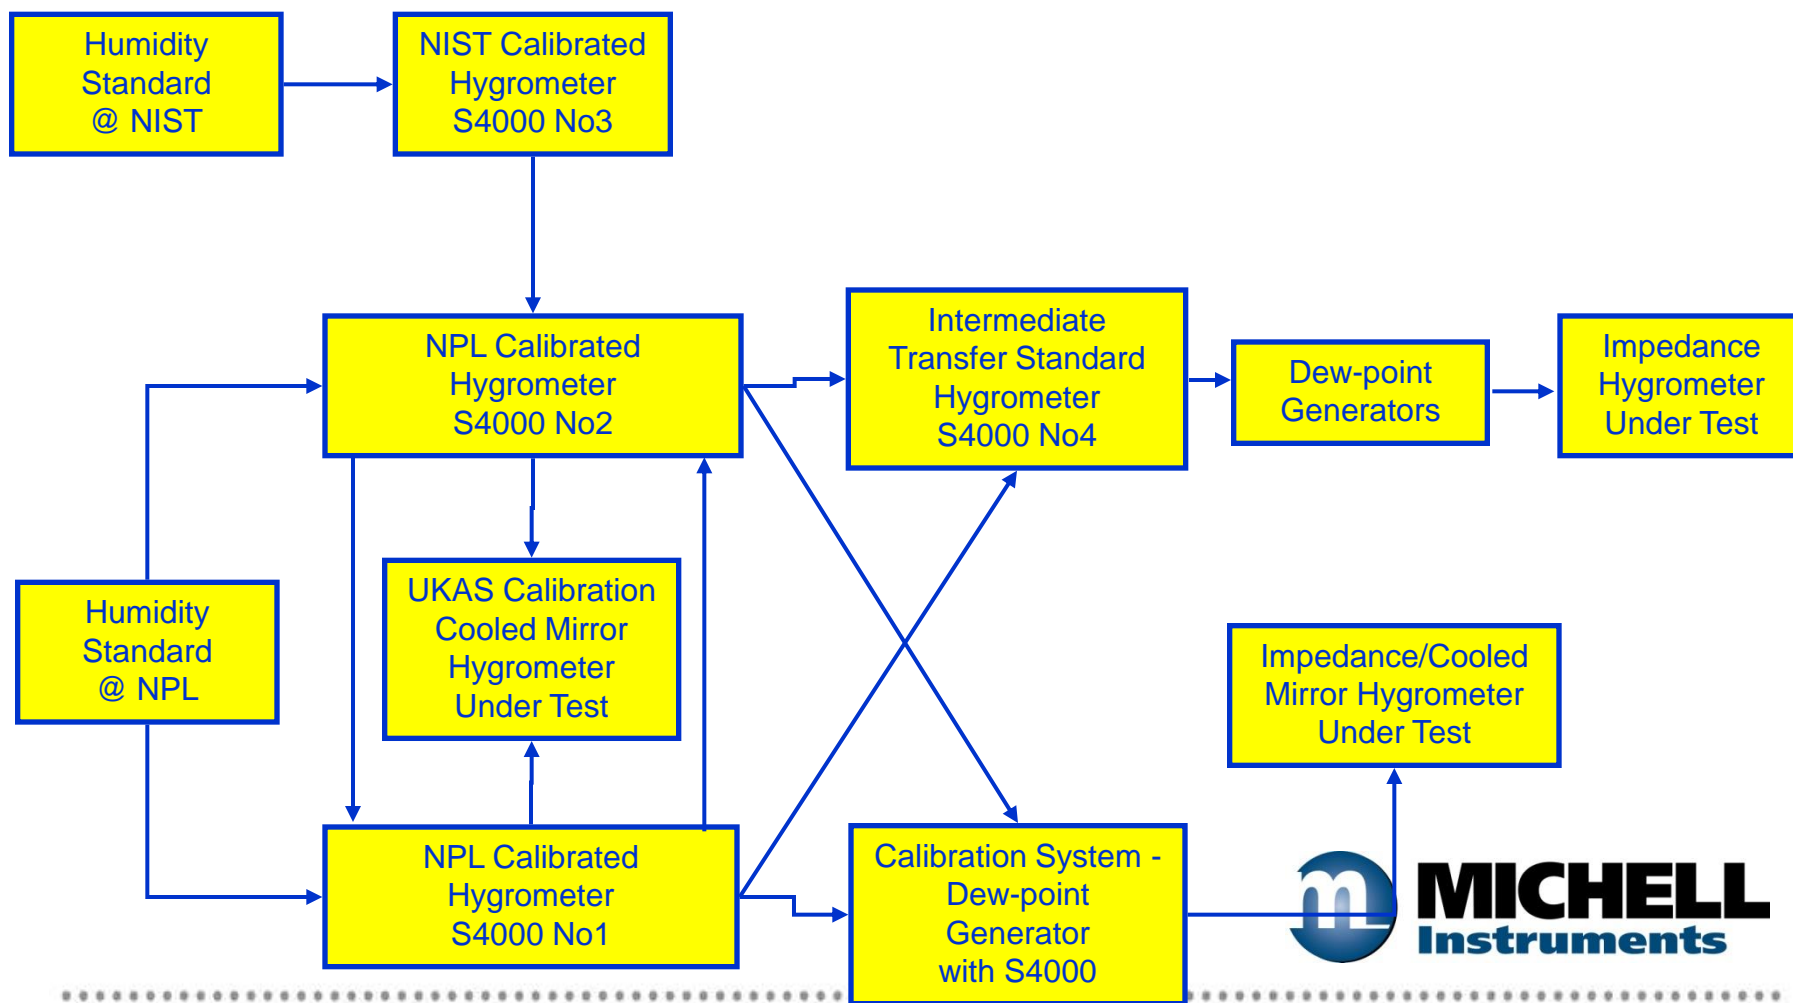 Humidity
Standard
@ NIST
NIST Calibrated
Hygrometer
S4000 No3
NPL Calibrated
Hygrometer
S4000 No2
Intermediate
Transfer Standard
Hygrometer
S4000 No4
Dew-point
Generators
Impedance
Hygrometer
Under Test
Humidity
Standard
@ NPL
UKAS Calibration
Cooled Mirror
Hygrometer
Under Test
Impedance/Cooled
Mirror Hygrometer
Under Test
NPL Calibrated
Hygrometer
S4000 No1
Calibration System -
Dew-point
Generator
with S4000
m
MICHELL
Instruments